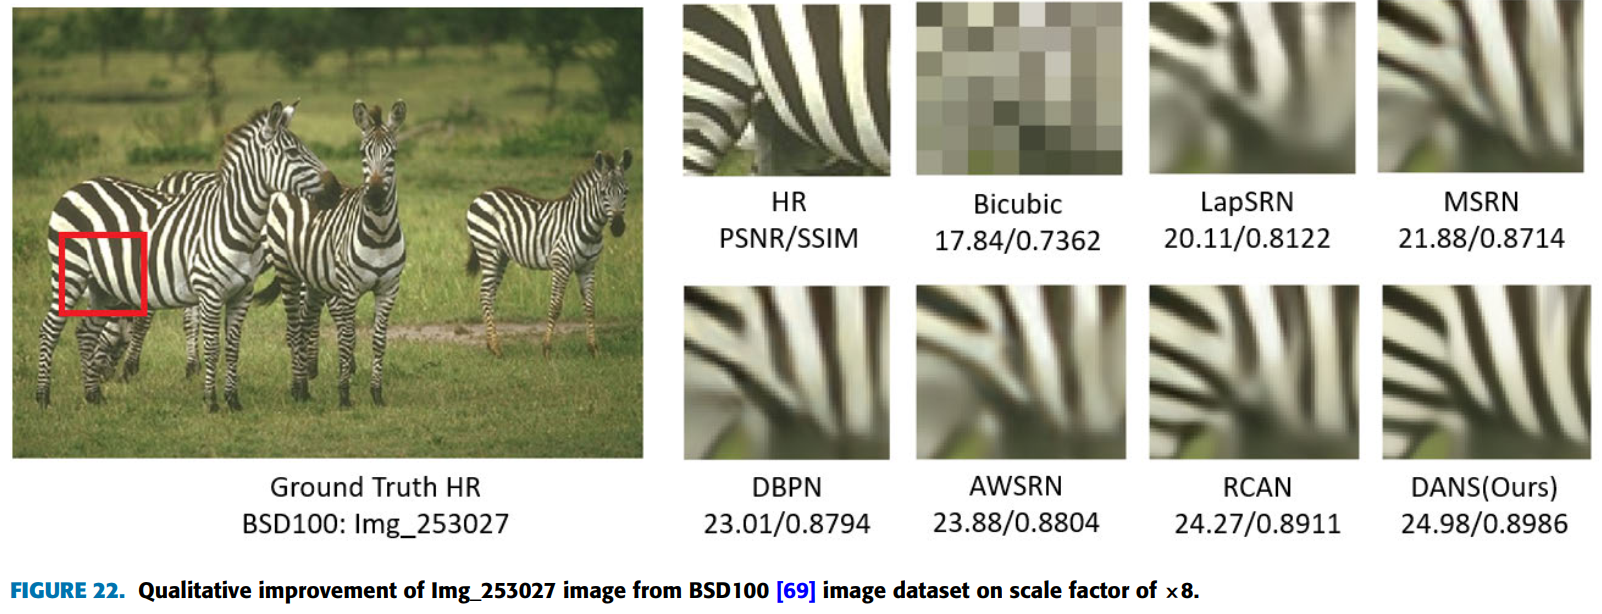 HR
PSNR/SSIM
Bicubic
17.84/0.7362
LapSRN
20.11/0.8122
MSRN
21.88/0.8714
Ground Truth HR
BSD100: Img_253027
DBPN
23.01/0.8794
AWSRN
23.88/0.8804
RCAN
24.27/0.8911
DANS(Ours)
24.98/0.8986
FIGURE 22. Qualitative improvement of Img_253027 image from BSD100 [69] image dataset on scale factor of ×8.